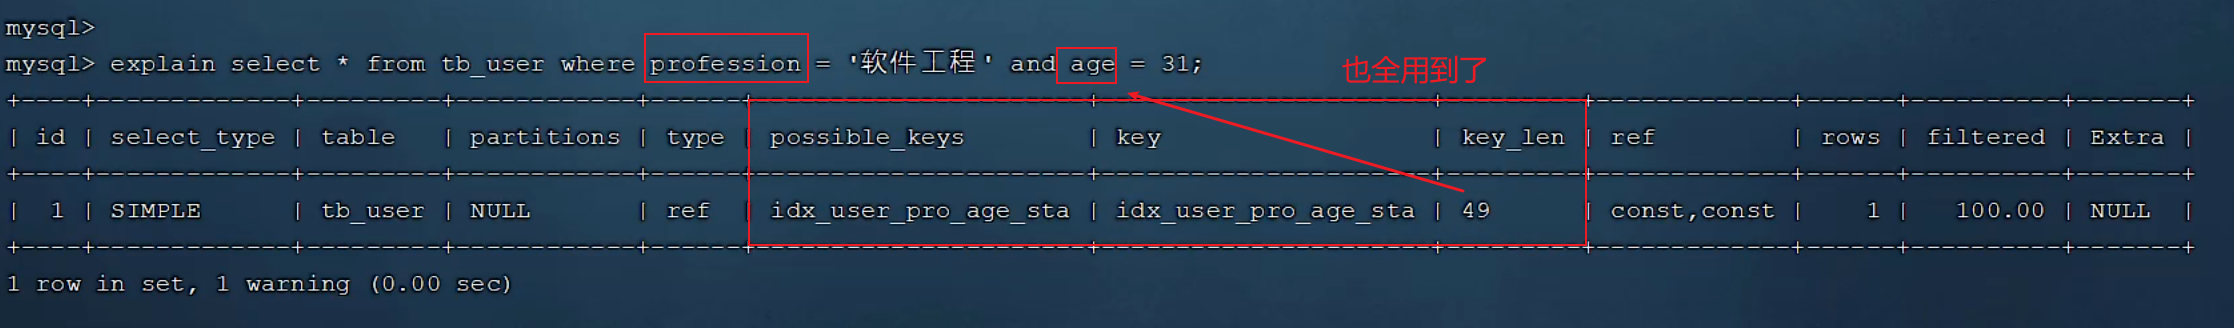 mysql>
mysql> explain select * from tb_user where profession = '软件工程' and age = 31;
也全用到了
+----+-------------+---------+------------+------+----------------------+----------------------+---------+-------------+------+----------+-------+
| id | select_type | table | partitions | type | possible_keys | key | key_len | ref | rows | filtered | Extra |
+----+-------------+---------+------------+------+----------------------+----------------------+---------+-------------+------+----------+-------+
| 1 | SIMPLE | tb_user | NULL | ref | idx_user_pro_age_sta | idx_user_pro_age_sta | 49 | const,const | 1 | 100.00 | NULL |
+----+-------------+---------+------------+------+----------------------+----------------------+---------+-------------+------+----------+-------+
1 row in set, 1 warning (0.00 sec)